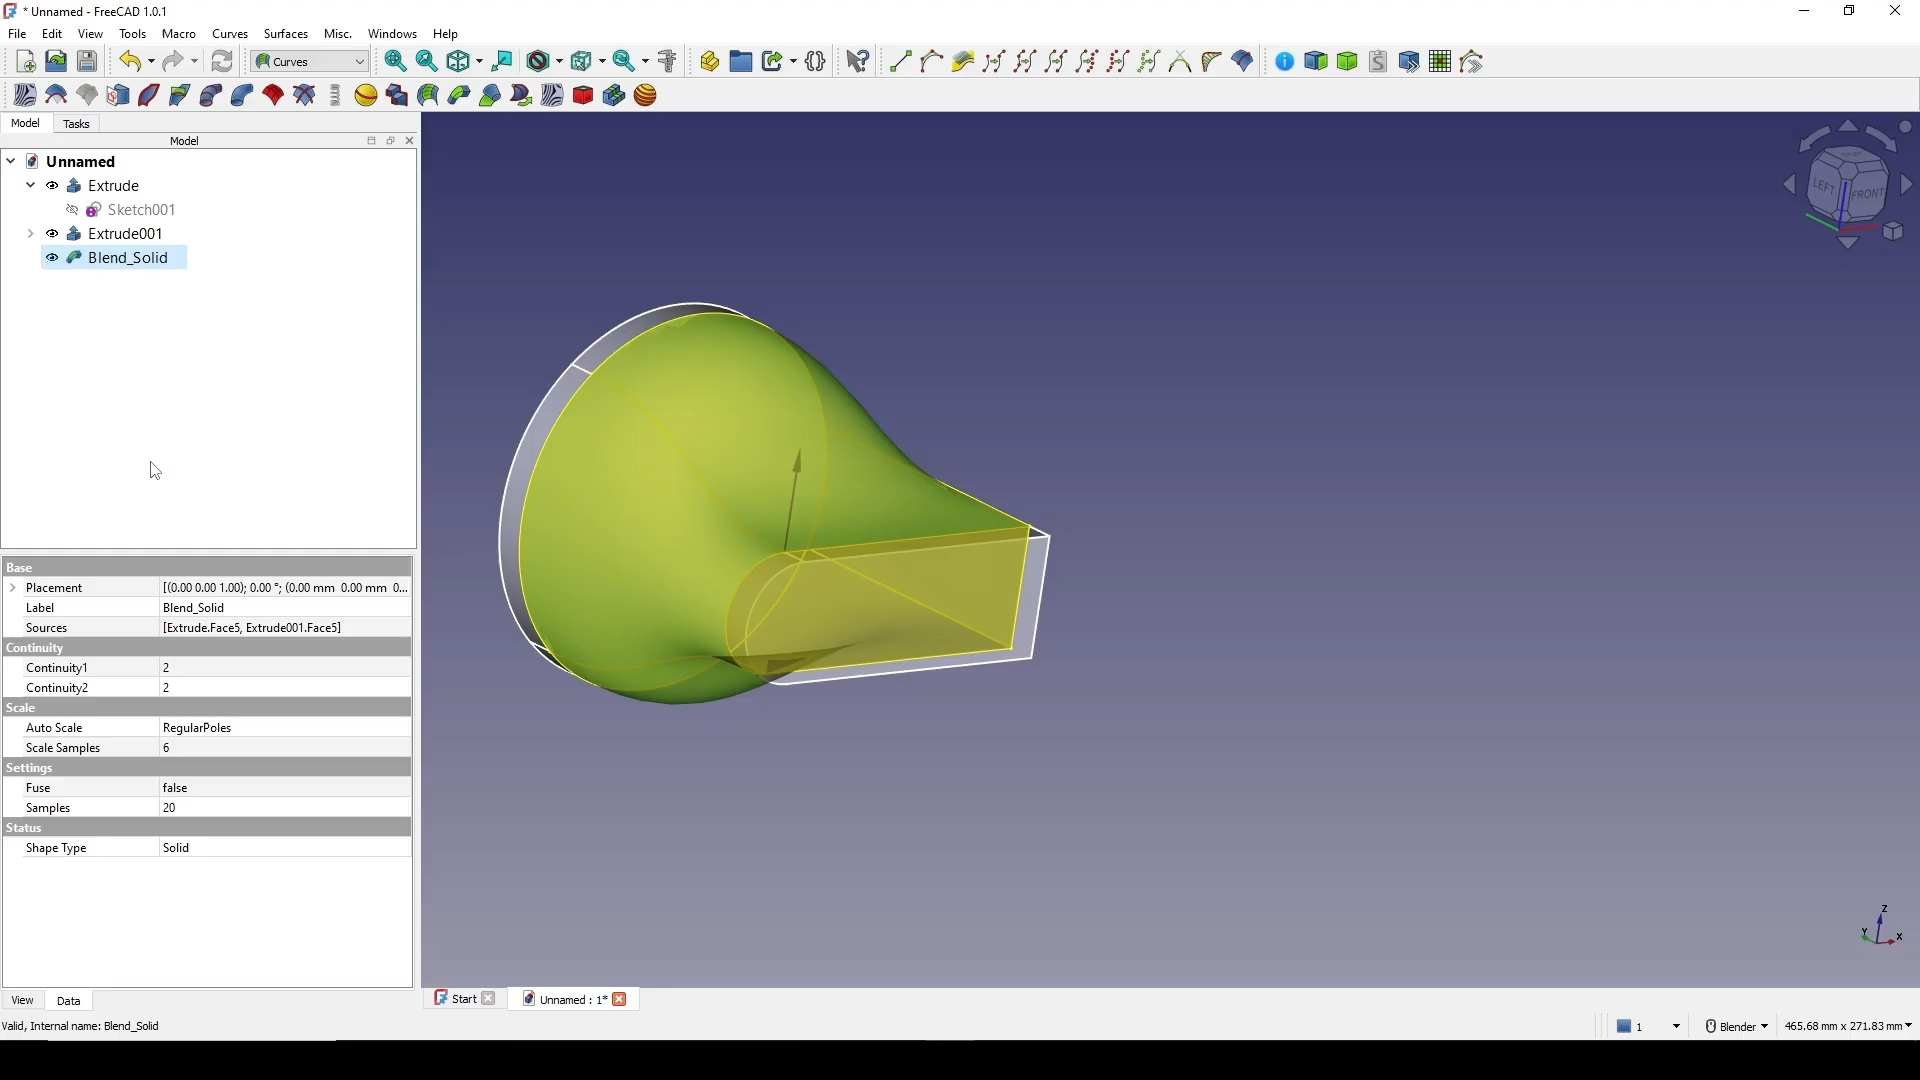 * Unnamed - FreeCAD 1.0.1
File Edit View Tools Macro Curves Surfaces Misc. Windows Help
Curves
Model Tasks
Model
Unnamed
Extrude
Sketch001
Extrude001
Blend_Solid
LEFT FRONT
Base
Placement [(0.00 0.00 1.00); 0.00 °; (0.00 mm 0.00 mm 0...
Label Blend_Solid
Sources [Extrude.Face5, Extrude001.Face5]
Continuity
Continuity1 2
Continuity2 2
Scale
Auto Scale RegularPoles
Scale Samples 6
Settings
Fuse false
Samples 20
Status
Shape Type Solid
Z
Y X
View Data
Start Unnamed : 1*
Valid, Internal name: Blend_Solid
1 Blender 465.68 mm x 271.83 mm